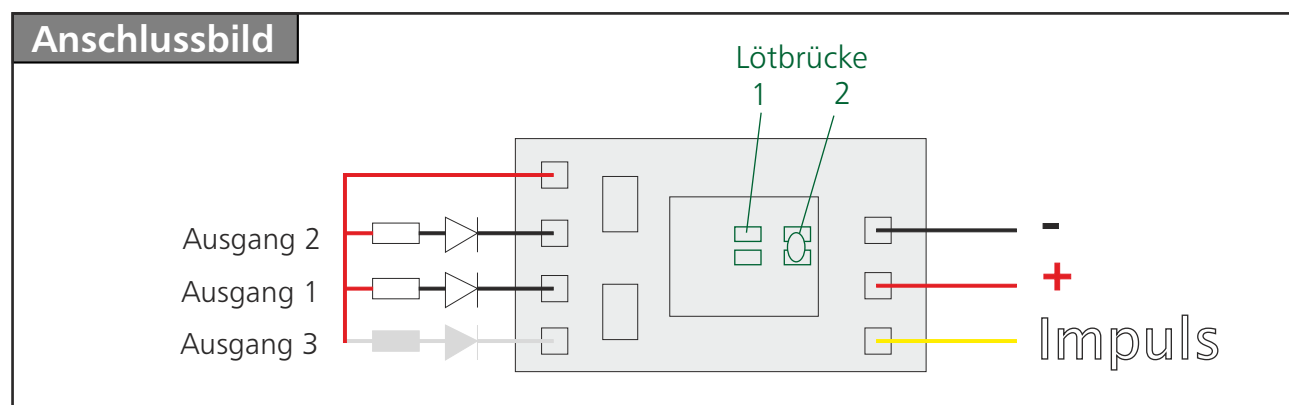 Anschlussbild
Lötbrücke
1 2
Ausgang 2
Ausgang 1
Ausgang 3
-
+
Impuls